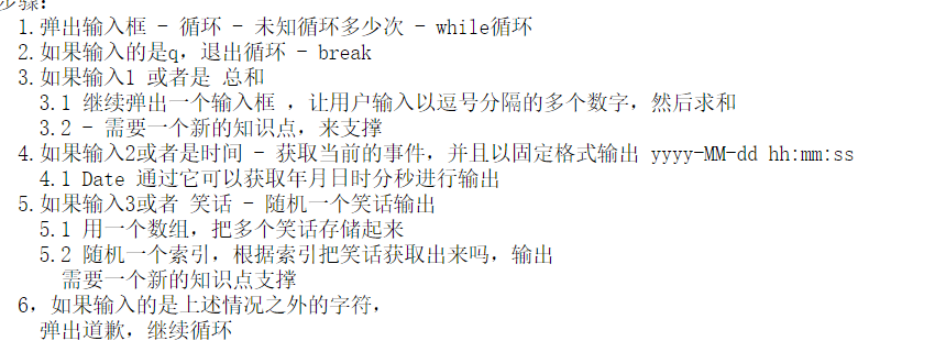 步骤:
1. 弹出输入框 - 循环 - 未知循环多少次 - while循环
2. 如果输入的是q, 退出循环 - break
3. 如果输入1 或者是 总和
3.1 继续弹出一个输入框 , 让用户输入以逗号分隔的多个数字, 然后求和
3.2 - 需要一个新的知识点, 来支撑
4. 如果输入2或者是时间 - 获取当前的事件, 并且以固定格式输出 yyyy-MM-dd hh:mm:ss
4.1 Date 通过它可以获取年月日时分秒进行输出
5. 如果输入3或者 笑话 - 随机一个笑话输出
5.1 用一个数组, 把多个笑话存储起来
5.2 随机一个索引, 根据索引把笑话获取出来吗, 输出
需要一个新的知识点支撑
6, 如果输入的是上述情况之外的字符,
弹出道歉, 继续循环